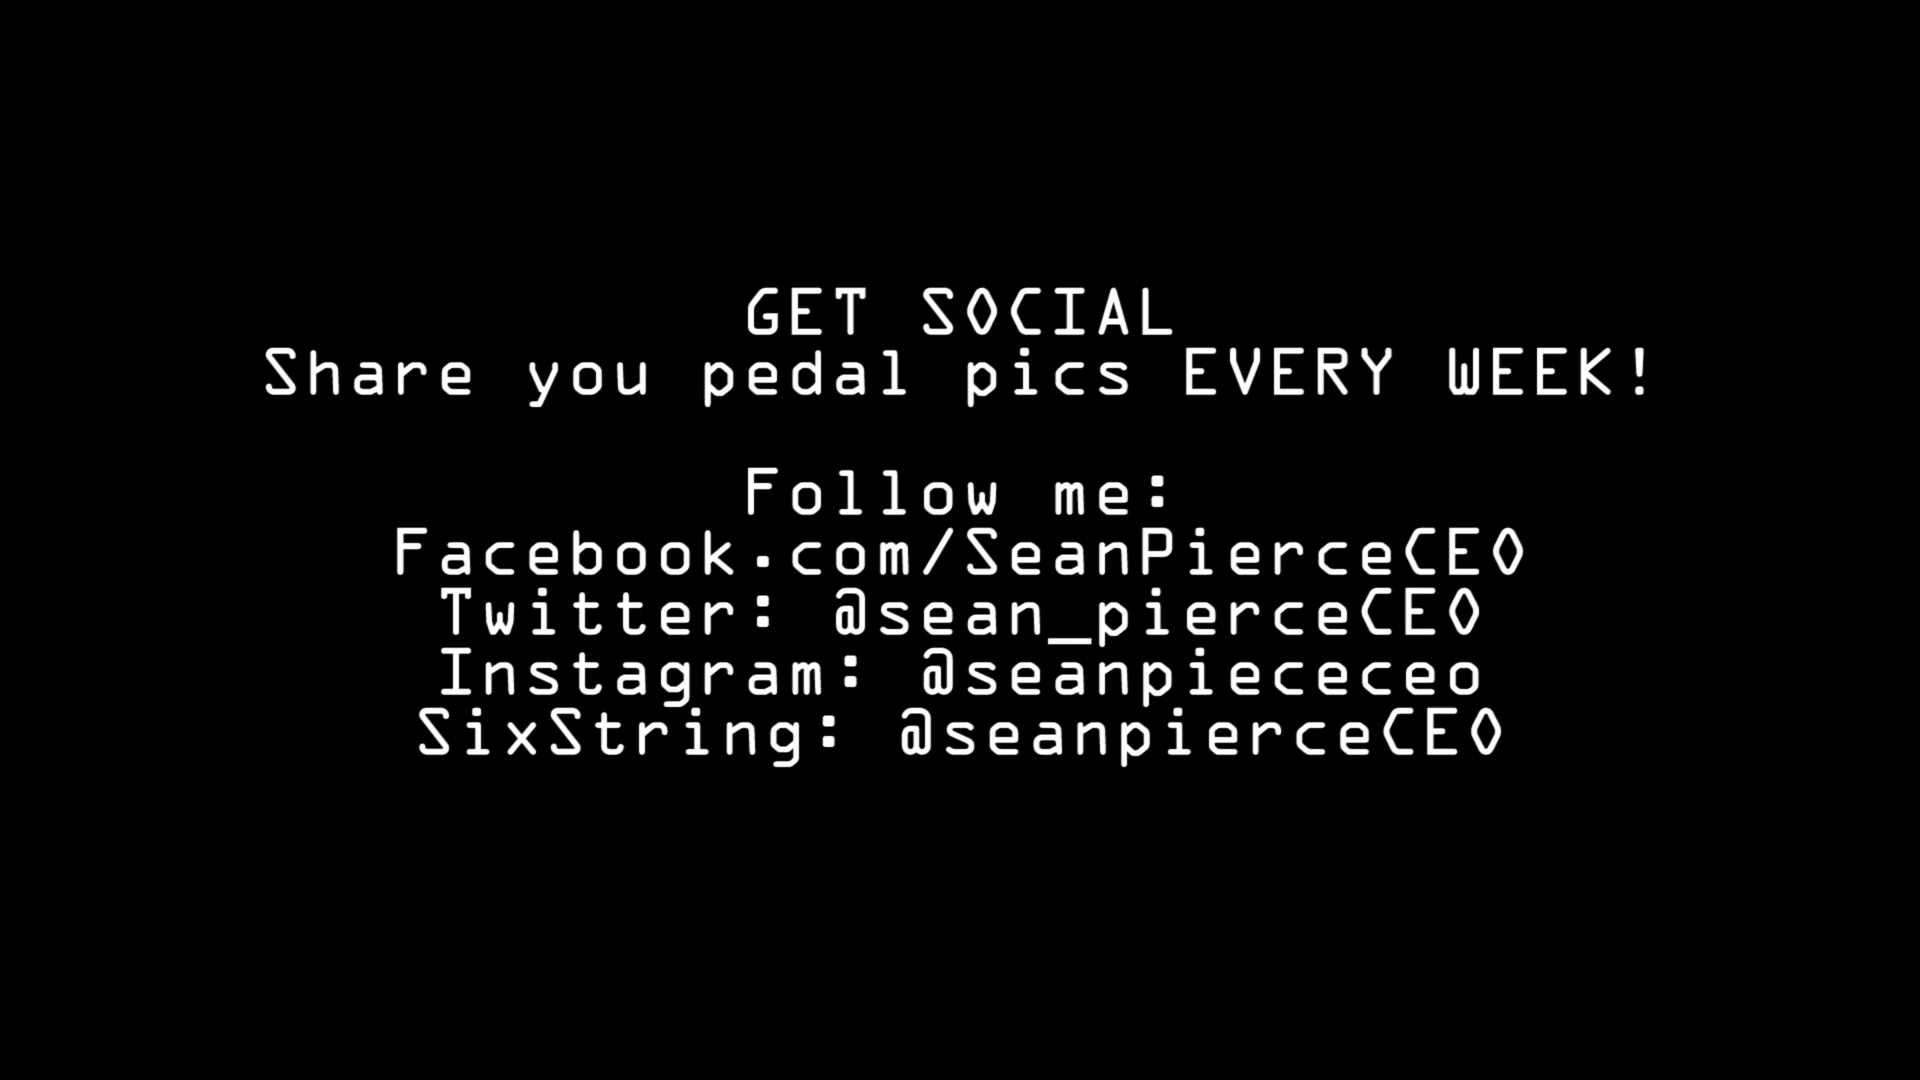 GET SOCIAL
Share you pedal pics EVERY WEEK!
Follow me:
Facebook.com/SeanPierceCEO
Twitter: @sean_pierceCEO
Instagram: @seanpiececeo
SixString: @seanpierceCEO